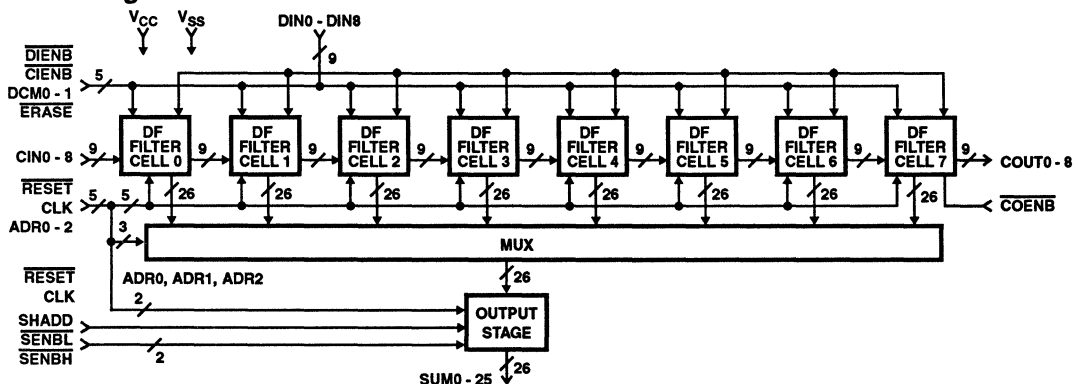 VCC VSS DIN0 - DIN8
9
DIENB
CIENB
5
DCM0 - 1
ERASE
DF FILTER CELL 0
DF FILTER CELL 1
DF FILTER CELL 2
DF FILTER CELL 3
DF FILTER CELL 4
DF FILTER CELL 5
DF FILTER CELL 6
DF FILTER CELL 7
CIN0 - 8 9 9 9 9 9 9 9 9 9 COUT0 - 8
RESET
26 26 26 26 26 26 26 26
CLK 5 5
COENB
ADR0 - 2
3
MUX
ADR0, ADR1, ADR2
26
RESET
CLK
2
SHADD
OUTPUT STAGE
SENBL
SENBH
2
26
SUM0 - 25